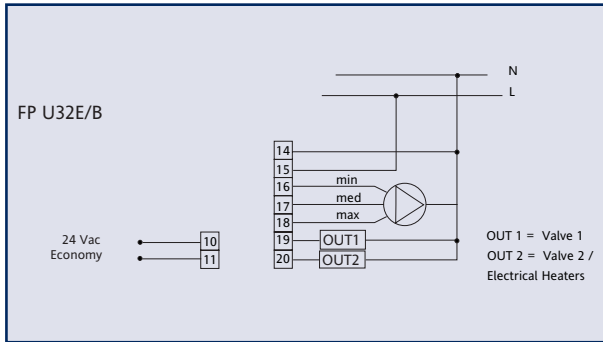 N
L
FP U32E/B
14
15
16 min
17 med
18 max
24 Vac
Economy
10
11
19 OUT1
20 OUT2
OUT 1 = Valve 1
OUT 2 = Valve 2 /
Electrical Heaters